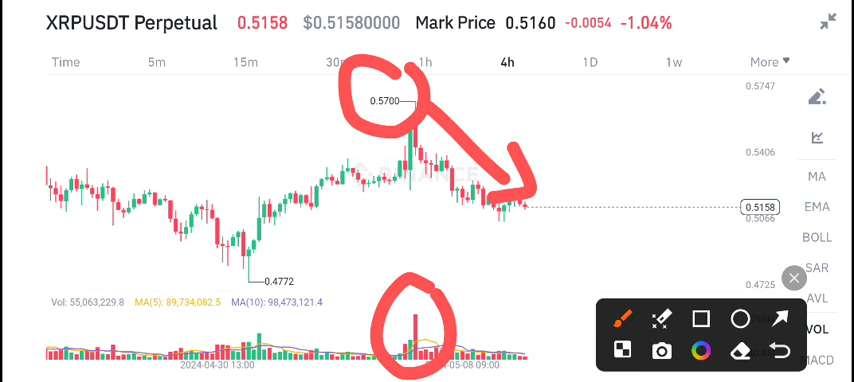 XRPUSDT Perpetual 0.5158 $0.51580000 Mark Price 0.5160 -0.0054 -1.04%
Time 5m 15m 1h 4h 1D 1w More
0.5747
0.5700
0.5406
BINANCE
MA
0.5158
EMA
0.5066
BOLL
SAR
0.4772
0.4725
AVL
Vol: 55,063,229.8 MA(5): 89,734,082.5 MA(10): 98,473,121.4
VOL
MACD
2024-04-30 13:00 -05-08 09:00